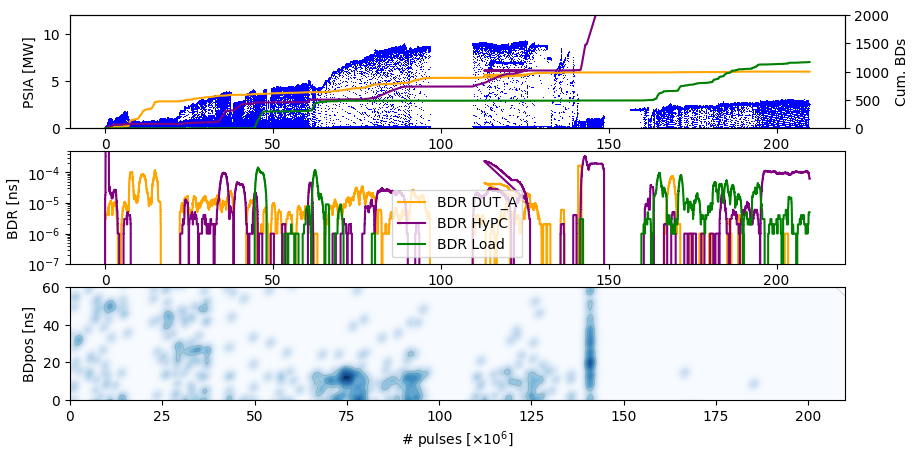 PSIA [MW]
10
5
0
2000
1500
1000
500
0
Cum. BDs
0 50 100 150 200
BDR [ns]
10⁻⁴
10⁻⁵
10⁻⁶
10⁻⁷
BDR DUT_A
BDR HyPC
BDR Load
0 50 100 150 200
BDpos [ns]
60
40
20
0
0 25 50 75 100 125 150 175 200
# pulses [×10⁶]